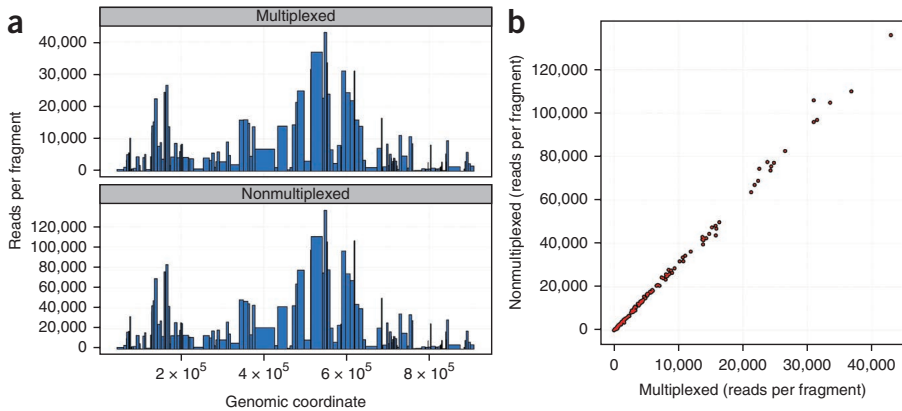 a
Multiplexed
40,000
30,000
20,000
10,000
0
Nonmultiplexed
120,000
100,000
80,000
60,000
40,000
20,000
0
Reads per fragment
2 × 10⁵
4 × 10⁵
6 × 10⁵
8 × 10⁵
Genomic coordinate
b
120,000
100,000
80,000
60,000
40,000
20,000
0
Nonmultiplexed (reads per fragment)
0
10,000
20,000
30,000
40,000
Multiplexed (reads per fragment)